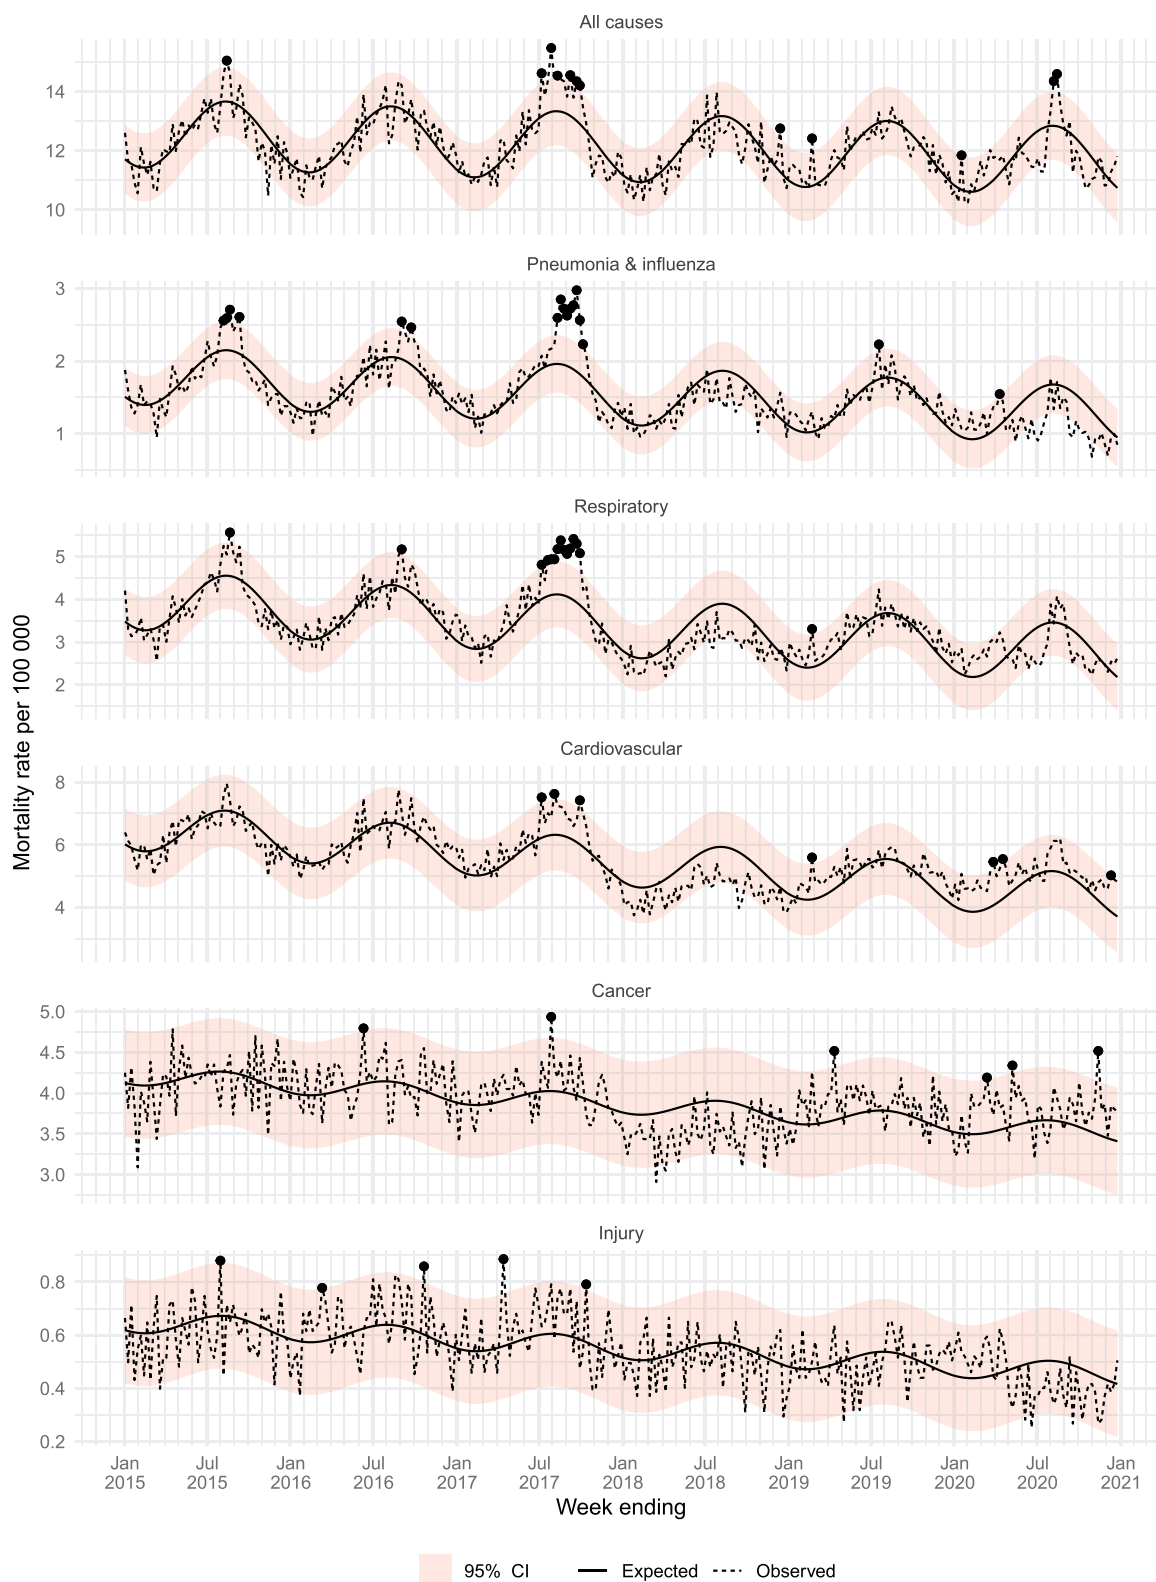 All causes
14
12
10
Pneumonia & influenza
3
2
1
Respiratory
5
4
3
2
Mortality rate per 100 000
Cardiovascular
8
6
4
Cancer
5.0
4.5
4.0
3.5
3.0
Injury
0.8
0.6
0.4
0.2
Jan Jul Jan Jul Jan Jul Jan Jul Jan Jul Jan Jul Jan
2015 2015 2016 2016 2017 2017 2018 2018 2019 2019 2020 2020 2021
Week ending
95% CI Expected Observed